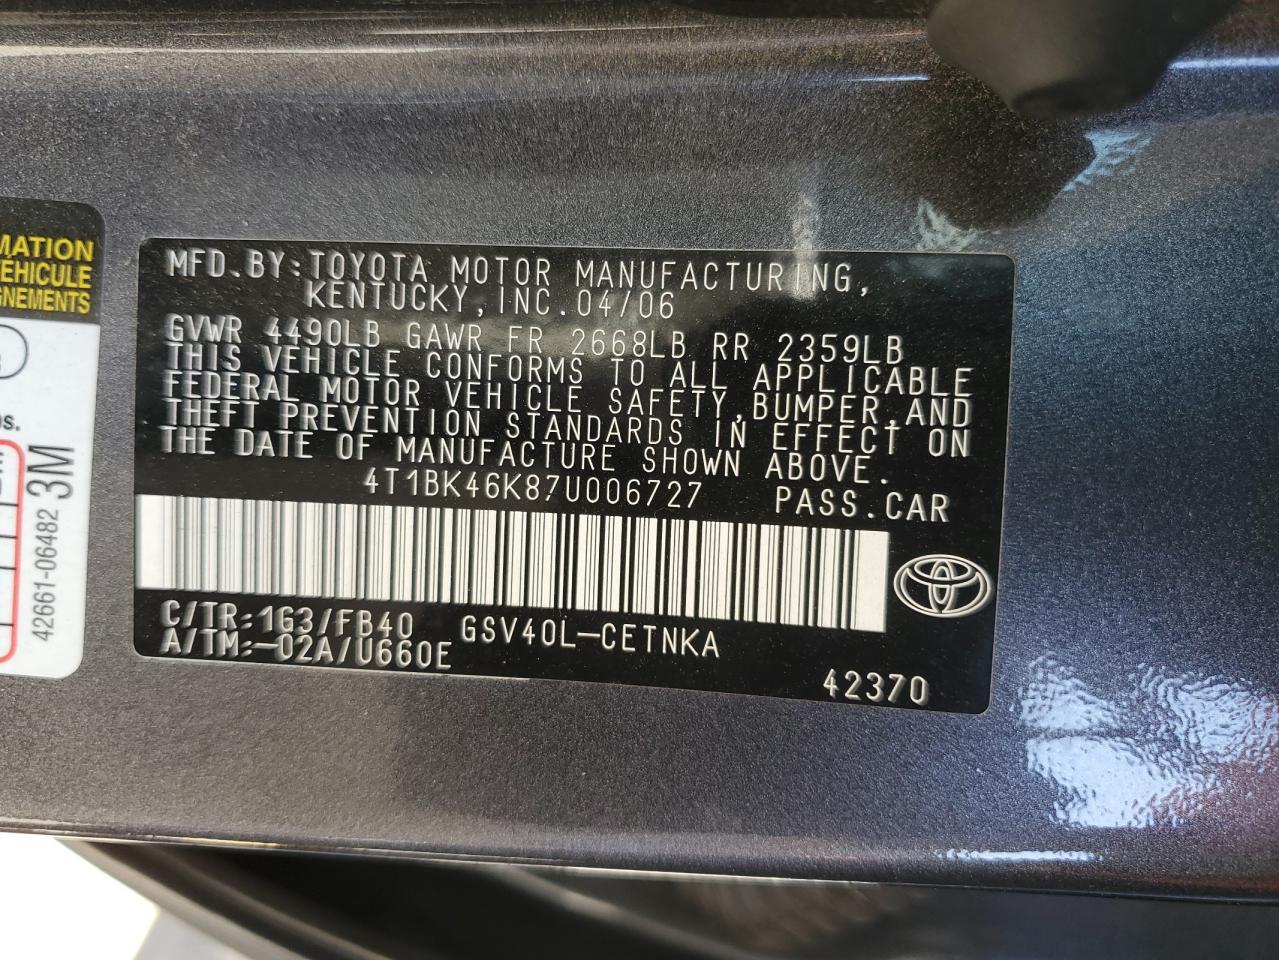 MATION
ÉHICULE
GNEMENTS
42661-06482 3M
MFD.BY:TOYOTA MOTOR MANUFACTURING,
KENTUCKY,INC.04/06
GVWR 4490LB GAWR FR 2668LB RR 2359LB
THIS VEHICLE CONFORMS TO ALL APPLICABLE
FEDERAL MOTOR VEHICLE SAFETY,BUMPER,AND
THEFT PREVENTION STANDARDS IN EFFECT ON
THE DATE OF MANUFACTURE SHOWN ABOVE.
4T1BK46K87U006727 PASS.CAR
C/TR:1G3/FB40 GSV40L-CETNKA
A/TM:-02A/U660E
42370